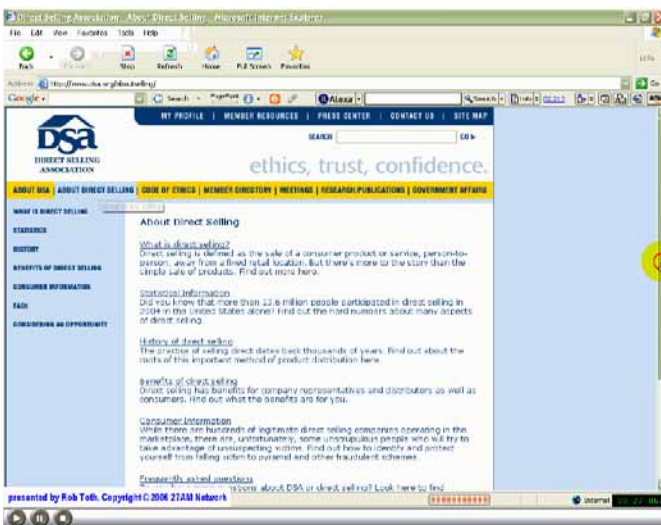 Direct Selling Association - About Direct Selling - Microsoft Internet Explorer
File Edit View Favorites Tools Help
Back Stop Refresh Home Full Screen Favorites
Address http://www.dsa.org/aboutselling/ Go
Google Search PageRank Alexa Search
MY PROFILE | MEMBER RESOURCES | PRESS CENTER | CONTACT US | SITE MAP
SEARCH GO
DSA
DIRECT SELLING
ASSOCIATION
ethics, trust, confidence.
ABOUT DSA | ABOUT DIRECT SELLING | CODE OF ETHICS | MEMBER DIRECTORY | MEETINGS | RESEARCH/PUBLICATIONS | GOVERNMENT AFFAIRS
WHAT IS DIRECT SELLING
STATISTICS
HISTORY
BENEFITS OF DIRECT SELLING
CONSUMER INFORMATION
FAQS
CONSIDERING AN OPPORTUNITY
About Direct Selling
What is direct selling?
Direct selling is defined as the sale of a consumer product or service, person-to-
person, away from a fixed retail location. But there's more to the story than the
simple sale of products. Find out more here.
Statistical Information
Did you know that more than 13.6 million people participated in direct selling in
2004 in the United States alone? Find out the hard numbers about many aspects
of direct selling.
History of direct selling
The practice of selling direct dates back thousands of years. Find out about the
roots of this important method of product distribution here.
Benefits of direct selling
Direct selling has benefits for company representatives and distributors as well as
consumers. Find out what the benefits are for you.
Consumer Information
While there are hundreds of legitimate direct selling companies operating in the
marketplace, there are, unfortunately, some unscrupulous people who will try to
take advantage of unsuspecting victims. Find out how to identify and protect
yourself from falling victim to pyramid and other fraudulent schemes.
Frequently asked questions
questions about DSA or direct selling? Look here to find
presented by Rob Toth. Copyright © 2006 27AM Network
Internet